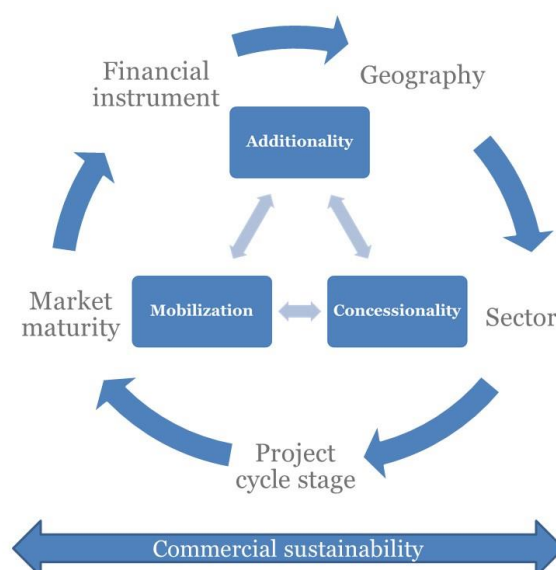 Financial
instrument
Geography
Additionality
Market
maturity
Mobilization
Concessionality
Sector
Project
cycle stage
Commercial sustainability